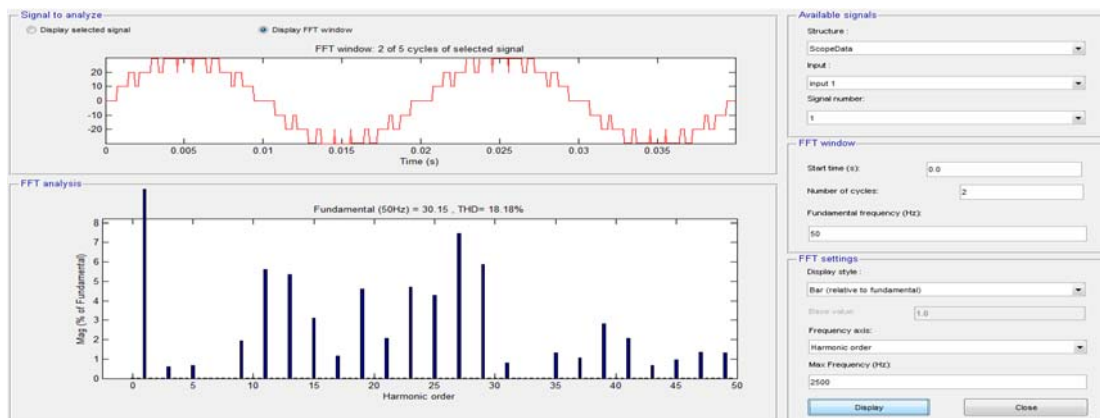 Signal to analyze
Display selected signal
Display FFT window
FFT window: 2 of 5 cycles of selected signal
20
10
0
-10
-20
0
0.005
0.01
0.015
0.02
0.025
0.03
0.035
Time (s)
FFT analysis
Fundamental (50Hz) = 30.15 , THD= 18.18%
8
7
6
5
4
3
2
1
0
Mag (% of Fundamental)
0
5
10
15
20
25
30
35
40
45
50
Harmonic order
Available signals
Structure :
ScopeData
Input :
input 1
Signal number:
1
FFT window
Start time (s):
0.0
Number of cycles:
2
Fundamental frequency (Hz):
50
FFT settings
Display style :
Bar (relative to fundamental)
Base value:
1.0
Frequency axis:
Harmonic order
Max Frequency (Hz):
2500
Display
Close